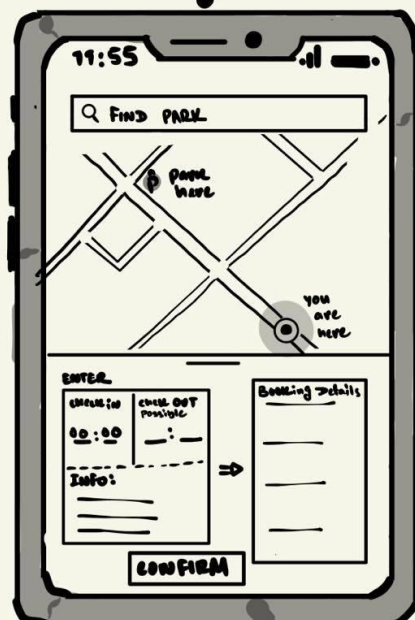 11:55
FIND PARK
Park
here
you
are
here
ENTER
CHECK IN
CHECK OUT
Possible
00:00
_:_
INFO:
Booking Details
CONFIRM